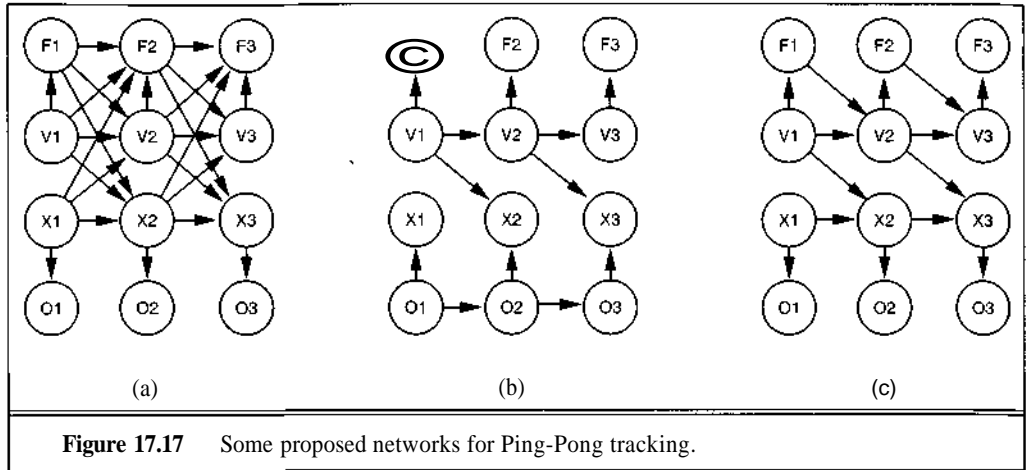 F1 F2 F3 © F2 F3 F1 F2 F3
V1 V2 V3 V1 V2 V3 V1 V2 V3
X1 X2 X3 X1 X2 X3 X1 X2 X3
O1 O2 O3 O1 O2 O3 O1 O2 O3
(a) (b) (c)
Figure 17.17 Some proposed networks for Ping-Pong tracking.